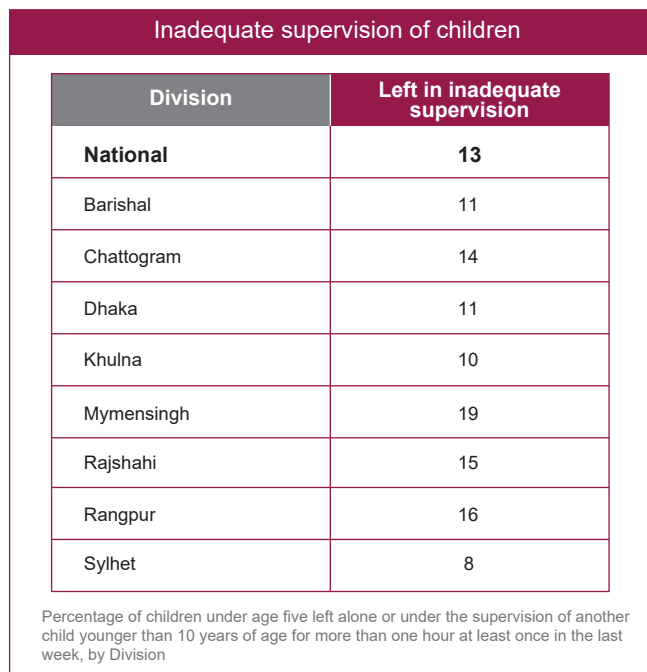 Inadequate supervision of children
Division
Left in inadequate
supervision
National 13
Barishal 11
Chattogram 14
Dhaka 11
Khulna 10
Mymensingh 19
Rajshahi 15
Rangpur 16
Sylhet 8
Percentage of children under age five left alone or under the supervision of another
child younger than 10 years of age for more than one hour at least once in the last
week, by Division